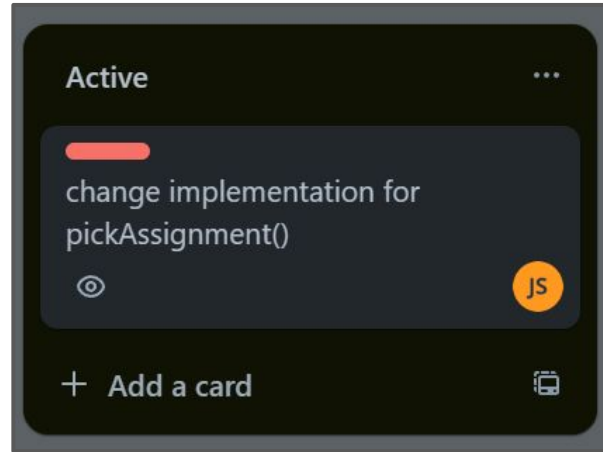 Active
change implementation for
pickAssignment()
JS
Add a card